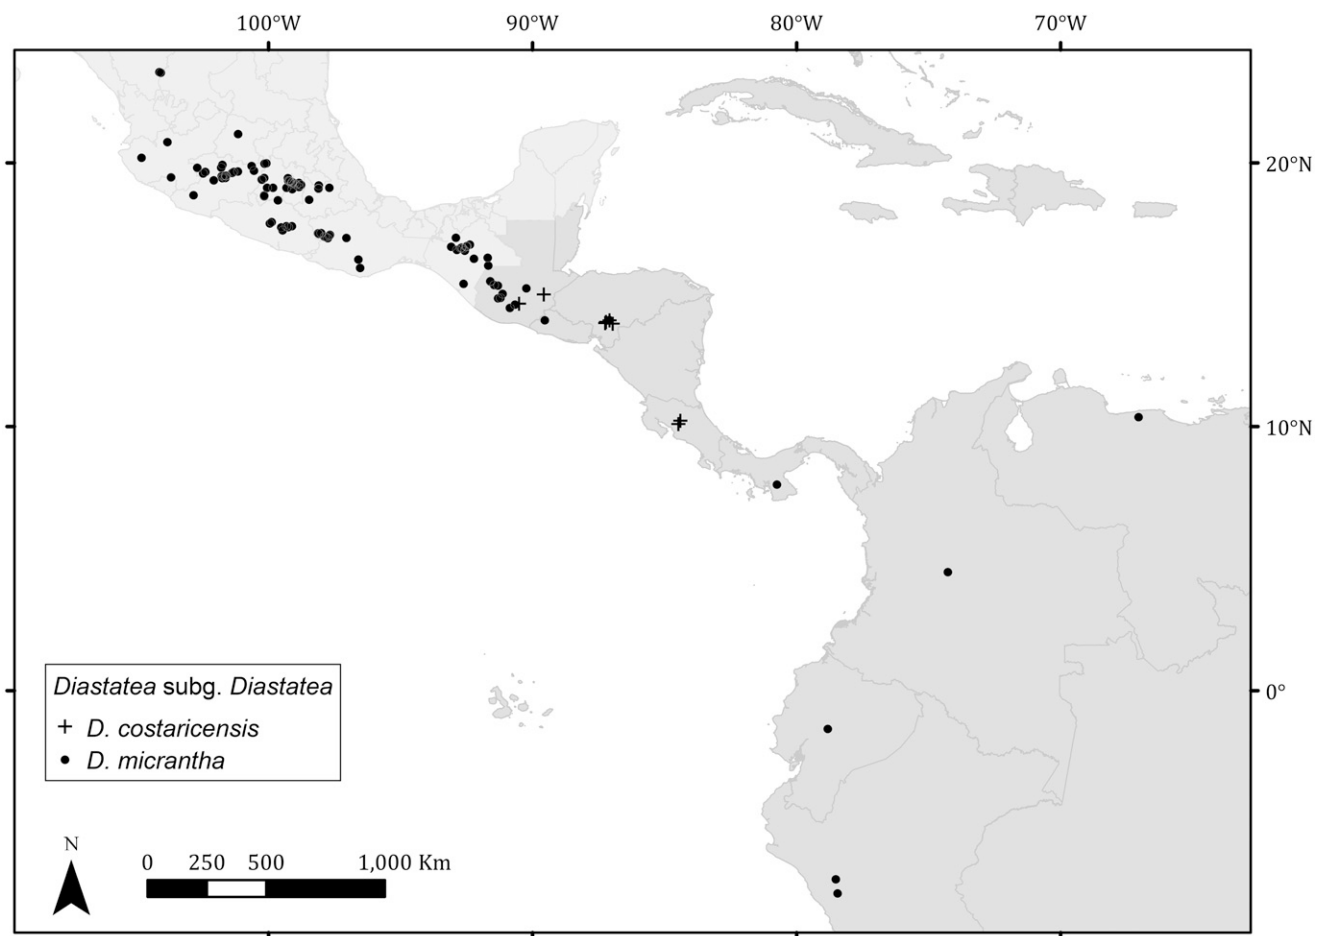 100°W 90°W 80°W 70°W
20°N
10°N
0°
Diastatea subg. Diastatea
+ D. costaricensis
• D. micrantha
N
0 250 500 1,000 Km